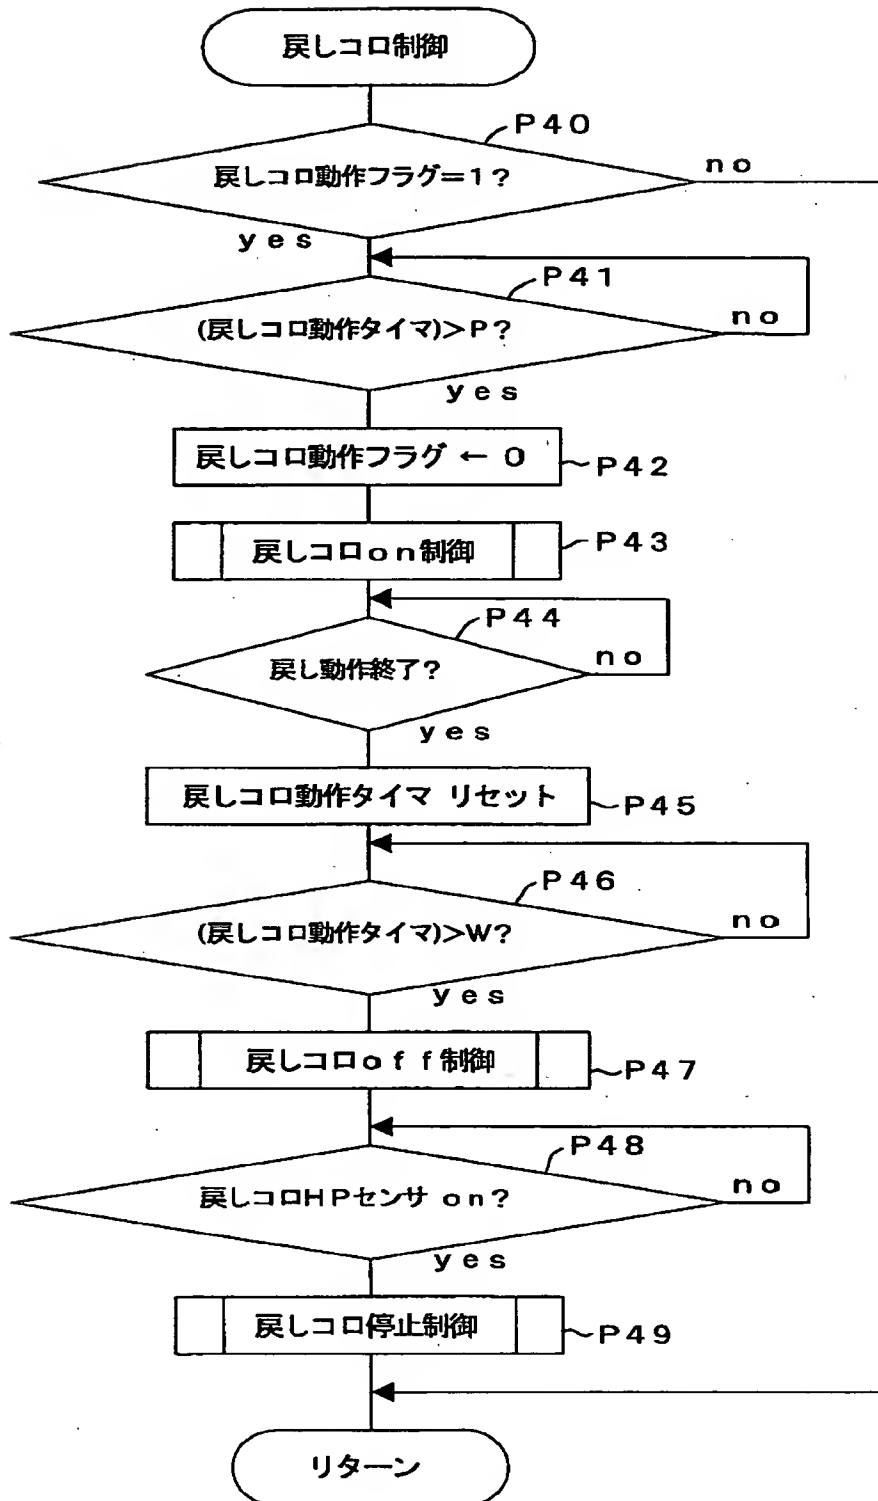 戻しコロ制御
P40
戻しコロ動作フラグ=1?
no
yes
P41
(戻しコロ動作タイマ)>P?
no
yes
戻しコロ動作フラグ ← 0
P42
戻しコロon制御
P43
P44
戻し動作終了?
no
yes
戻しコロ動作タイマ リセット
P45
P46
(戻しコロ動作タイマ)>W?
no
yes
戻しコロoff制御
P47
P48
戻しコロHPセンサ on?
no
yes
戻しコロ停止制御
P49
リターン